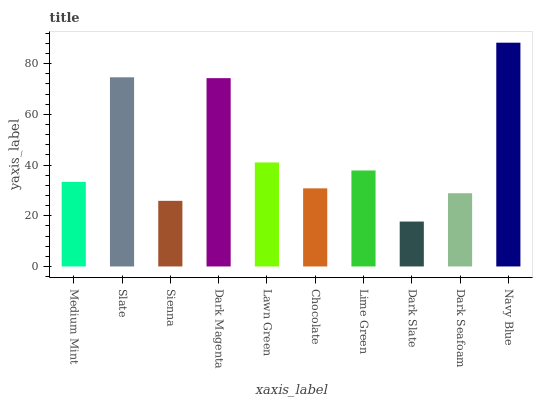 title
yaxis_label
80
60
40
20
0
Medium Mint
Slate
Sienna
Dark Magenta
Lawn Green
Chocolate
Lime Green
Dark Slate
Dark Seafoam
Navy Blue
xaxis_label